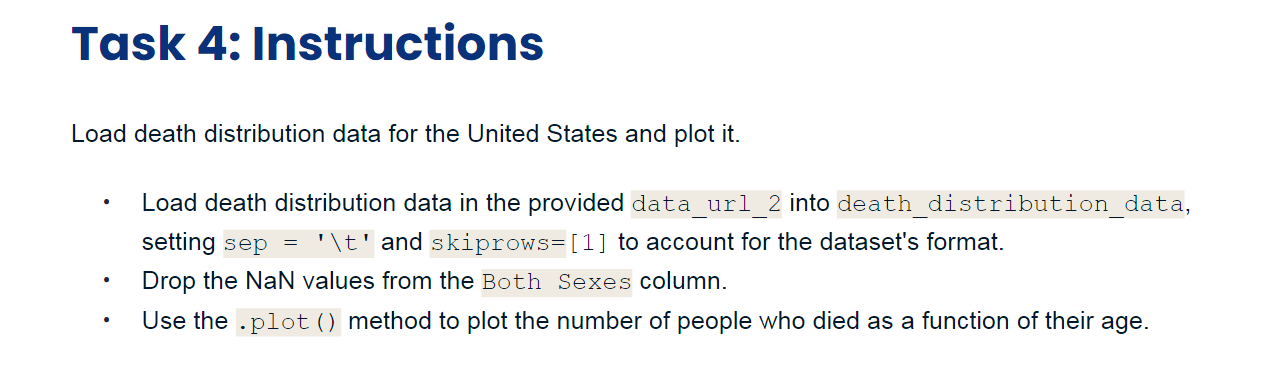 Task 4: Instructions
Load death distribution data for the United States and plot it.
• Load death distribution data in the provided data_url_2 into death_distribution_data,
setting sep = '\t' and skiprows=[1] to account for the dataset's format.
• Drop the NaN values from the Both Sexes column.
• Use the .plot() method to plot the number of people who died as a function of their age.